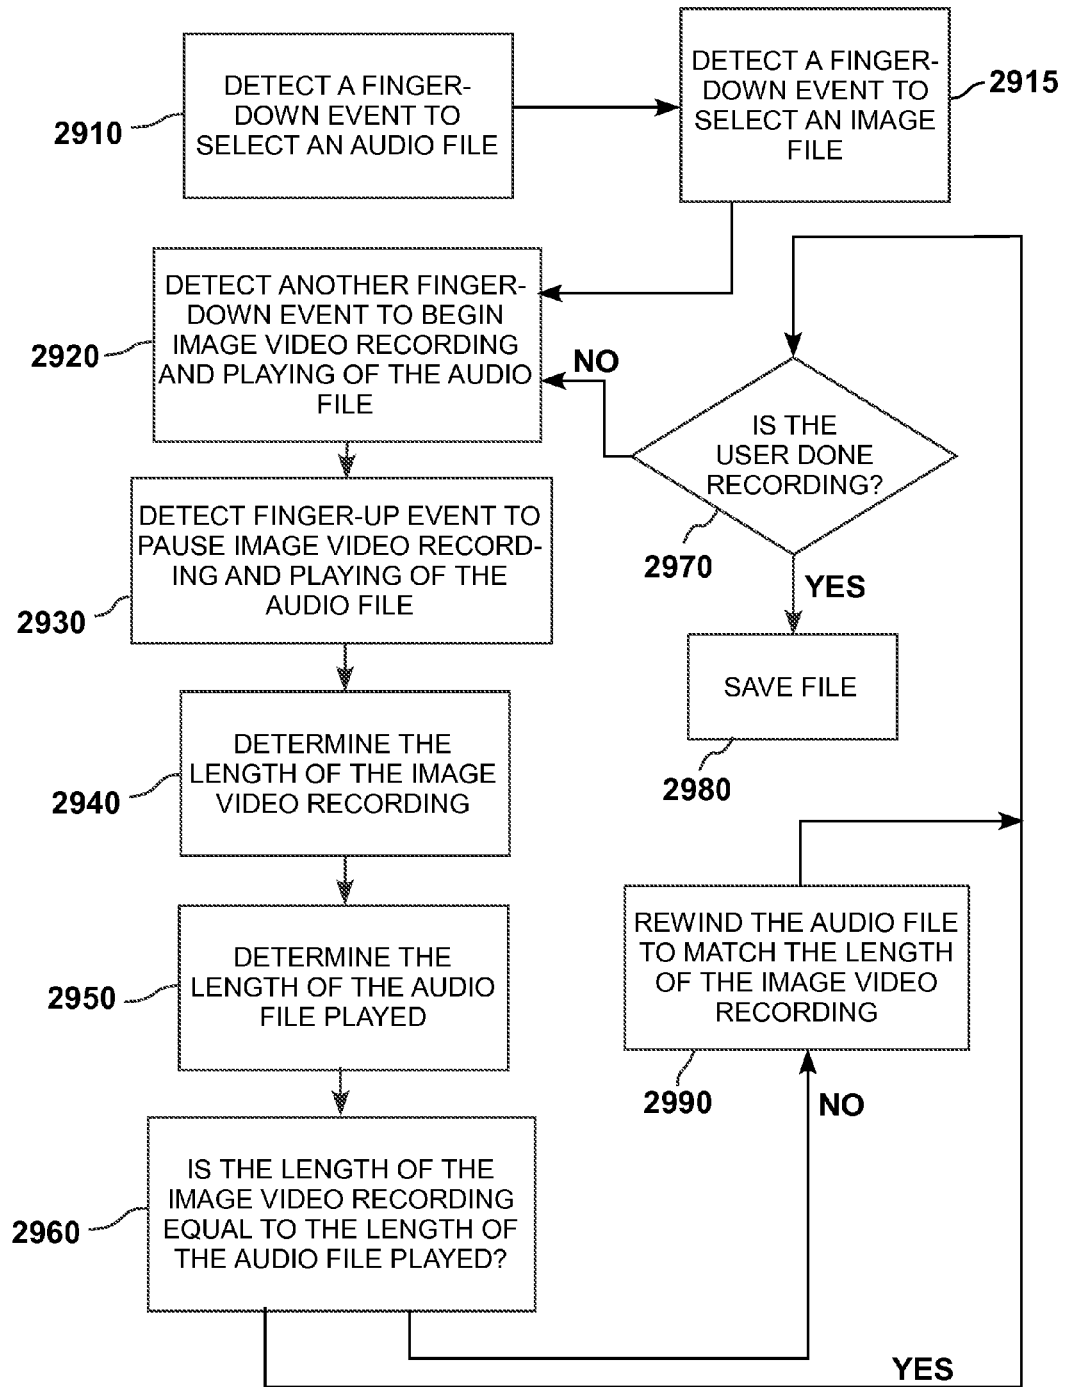 DETECT A FINGER-
DOWN EVENT TO
SELECT AN AUDIO FILE
2910
DETECT A FINGER-
DOWN EVENT TO
SELECT AN IMAGE
FILE
2915
DETECT ANOTHER FINGER-
DOWN EVENT TO BEGIN
IMAGE VIDEO RECORDING
AND PLAYING OF THE AUDIO
FILE
2920
NO
IS THE
USER DONE
RECORDING?
2970
YES
DETECT FINGER-UP EVENT TO
PAUSE IMAGE VIDEO RECORD-
ING AND PLAYING OF THE
AUDIO FILE
2930
SAVE FILE
2980
DETERMINE THE
LENGTH OF THE IMAGE
VIDEO RECORDING
2940
DETERMINE THE
LENGTH OF THE AUDIO
FILE PLAYED
2950
REWIND THE AUDIO FILE
TO MATCH THE LENGTH
OF THE IMAGE VIDEO
RECORDING
2990
NO
IS THE LENGTH OF THE
IMAGE VIDEO RECORDING
EQUAL TO THE LENGTH OF
THE AUDIO FILE PLAYED?
2960
YES